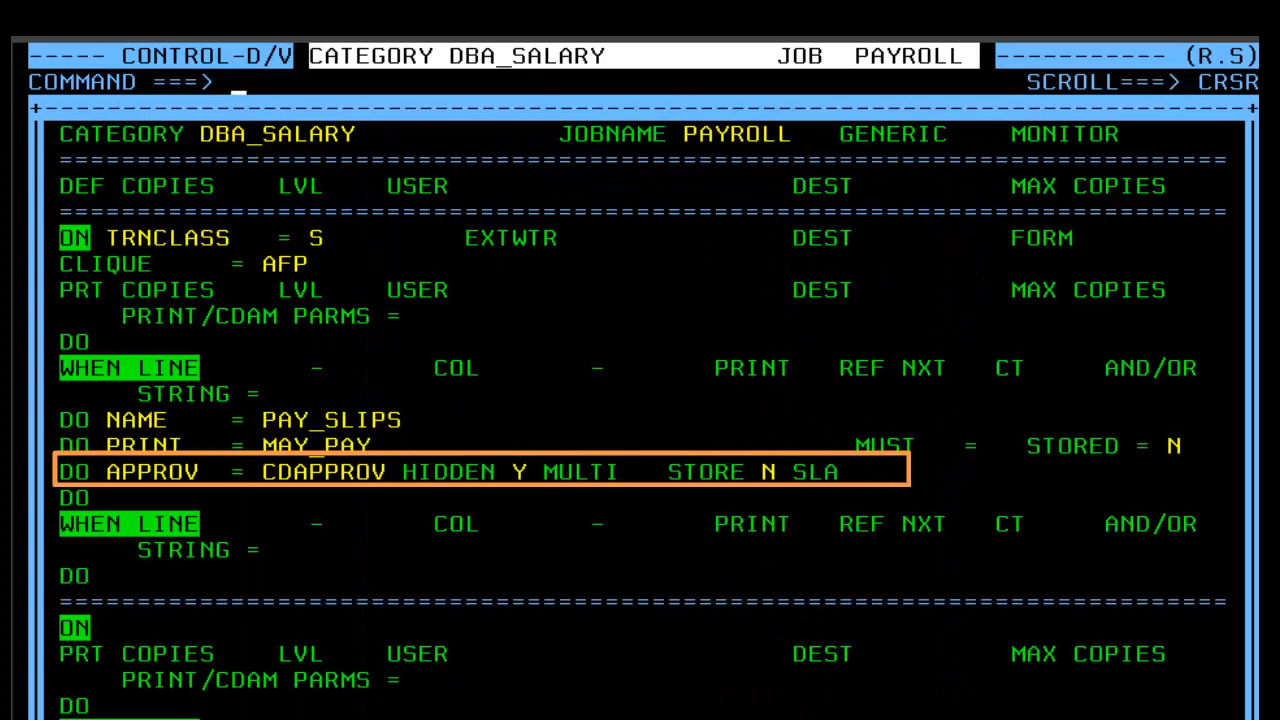 ----- CONTROL-D/V CATEGORY DBA_SALARY JOB PAYROLL ----------- (R.S)
COMMAND ===> _ SCROLL===> CRSR
+-----------------------------------------------------------------------------+
CATEGORY DBA_SALARY JOBNAME PAYROLL GENERIC MONITOR
===========================================================================
DEF COPIES LVL USER DEST MAX COPIES
===========================================================================
ON TRNCLASS = S EXTWTR DEST FORM
CLIQUE = AFP
PRT COPIES LVL USER DEST MAX COPIES
PRINT/CDAM PARMS =
DO
WHEN LINE - COL - PRINT REF NXT CT AND/OR
STRING =
DO NAME = PAY_SLIPS
DO PRINT = MAY_PAY MUST = STORED = N
DO APPROV = CDAPPROV HIDDEN Y MULTI STORE N SLA
DO
WHEN LINE - COL - PRINT REF NXT CT AND/OR
STRING =
DO
===========================================================================
ON
PRT COPIES LVL USER DEST MAX COPIES
PRINT/CDAM PARMS =
DO